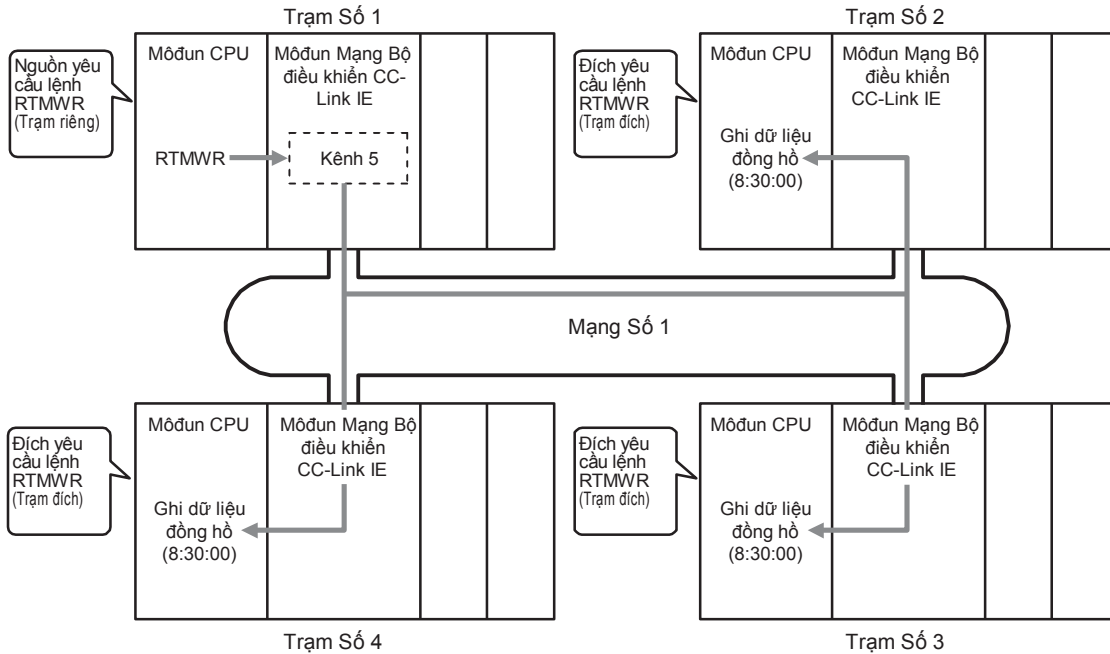 Trạm Số 1
Nguồn yêu
cầu lệnh
RTMWR
(Trạm riêng)
Môđun CPU
Môđun Mạng Bộ
điều khiển CC-
Link IE
RTMWR
Kênh 5
Trạm Số 2
Đích yêu
cầu lệnh
RTMWR
(Trạm đích)
Môđun CPU
Môđun Mạng Bộ
điều khiển
CC-Link IE
Ghi dữ liệu
đồng hồ
(8:30:00)
Mạng Số 1
Đích yêu
cầu lệnh
RTMWR
(Trạm đích)
Môđun CPU
Môđun Mạng Bộ
điều khiển
CC-Link IE
Ghi dữ liệu
đồng hồ
(8:30:00)
Trạm Số 4
Đích yêu
cầu lệnh
RTMWR
(Trạm đích)
Môđun CPU
Môđun Mạng Bộ
điều khiển
CC-Link IE
Ghi dữ liệu
đồng hồ
(8:30:00)
Trạm Số 3